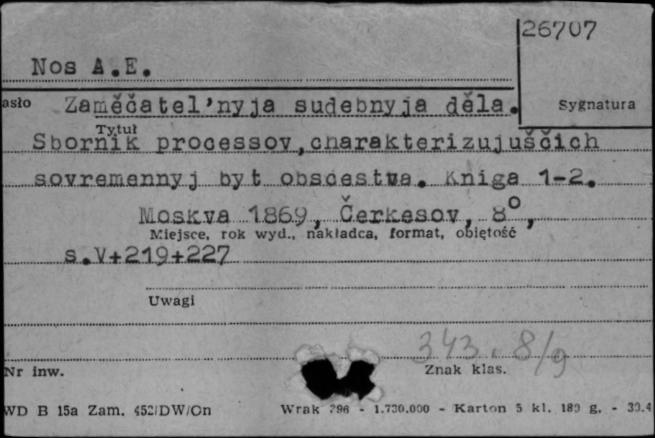 26707
Nos A.E.
asło Zaměčatel'nyja sudebnyja děla. Sygnatura
Tytuł
Sbornik processov, charakterizujuščich
sovremennyj byt obščestva. Kniga 1-2.
Moskva 1869, Čerkesov, 8°,
Miejsce, rok wyd., nakładca, format, objętość
s.V+219+227
Uwagi
343.8/9
Nr inw. Znak klas.
WD B 15a Zam. 452/DW/On Wrak 296 - 1.730.000 - Karton 5 kl. 180 g. - 30.4